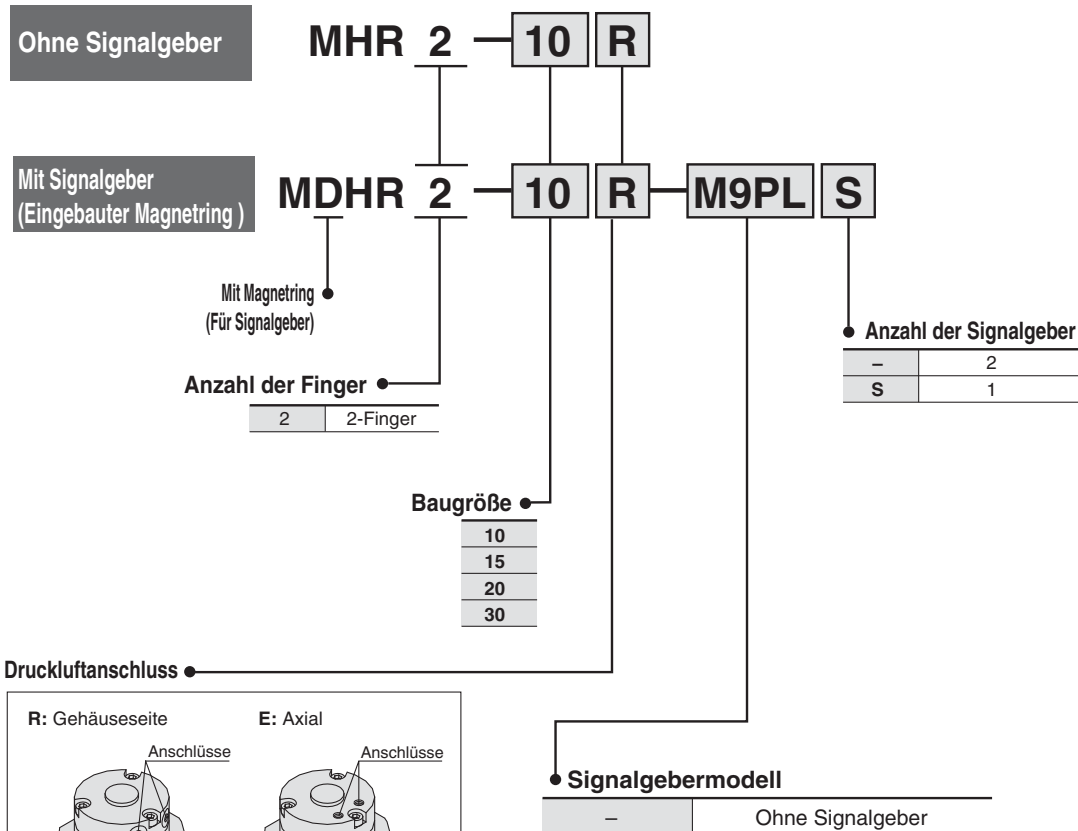 Ohne Signalgeber
MHR 2 — 10 R
Mit Signalgeber
(Eingebauter Magnetring )
MDHR 2 — 10 R — M9PL S
Mit Magnetring
(Für Signalgeber)
Anzahl der Signalgeber
– 2
S 1
Anzahl der Finger
2 2-Finger
Baugröße
10
15
20
30
Druckluftanschluss
R: Gehäuseseite E: Axial
Anschlüsse Anschlüsse
Signalgebermodell
– Ohne Signalgeber